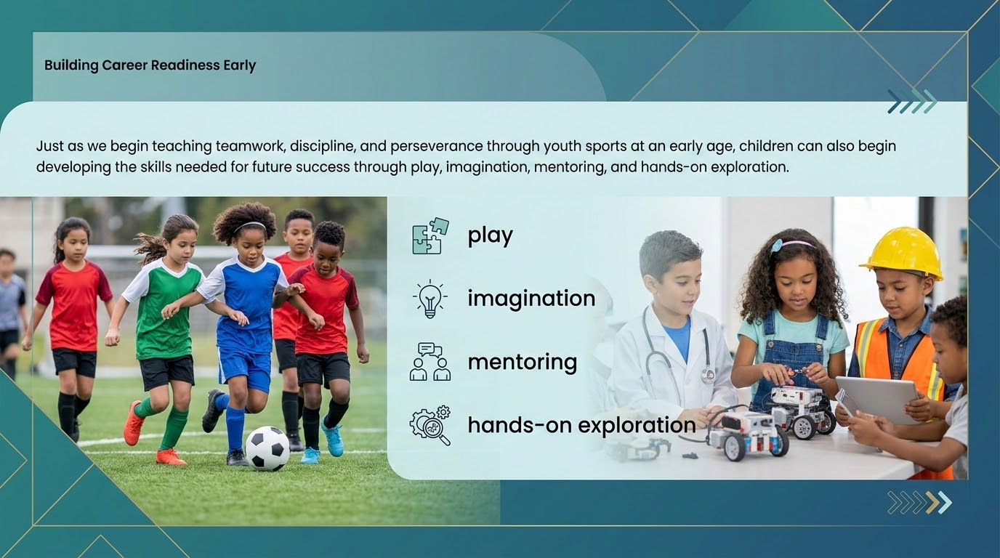 Building Career Readiness Early
Just as we begin teaching teamwork, discipline, and perseverance through youth sports at an early age, children can also begin
developing the skills needed for future success through play, imagination, mentoring, and hands-on exploration.
play
imagination
mentoring
hands-on exploration